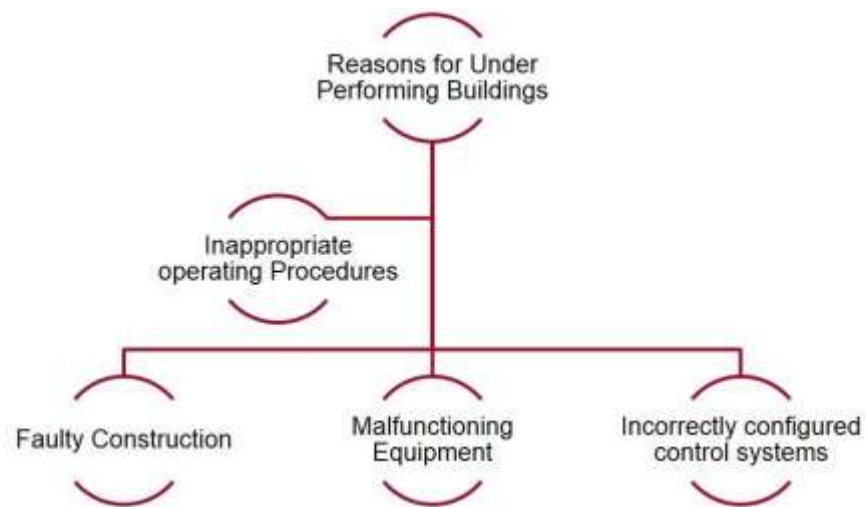 Reasons for Under
Performing Buildings
Inappropriate
operating Procedures
Faulty Construction
Malfunctioning
Equipment
Incorrectly configured
control systems